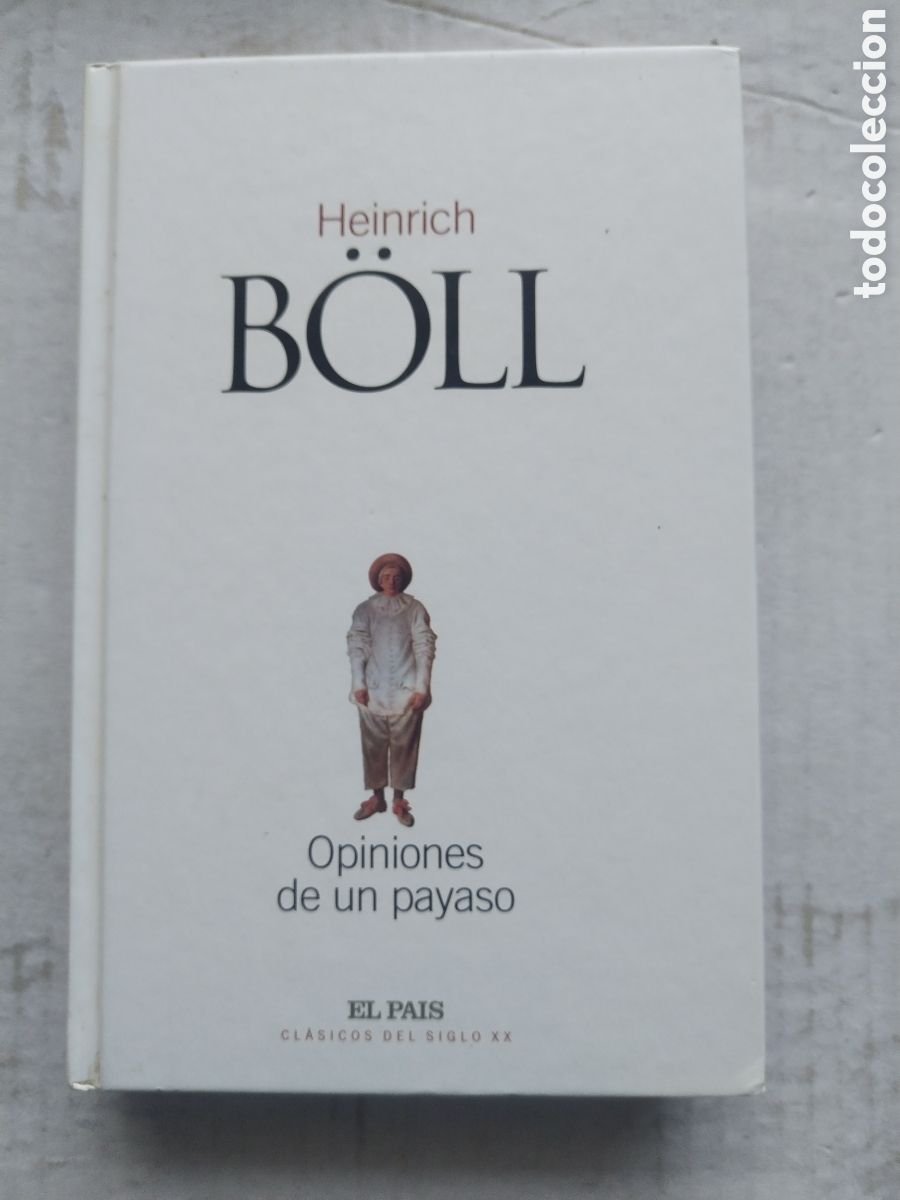 Heinrich
BÖLL
Opiniones
de un payaso
EL PAIS
CLÁSICOS DEL SIGLO XX
todocoleccion